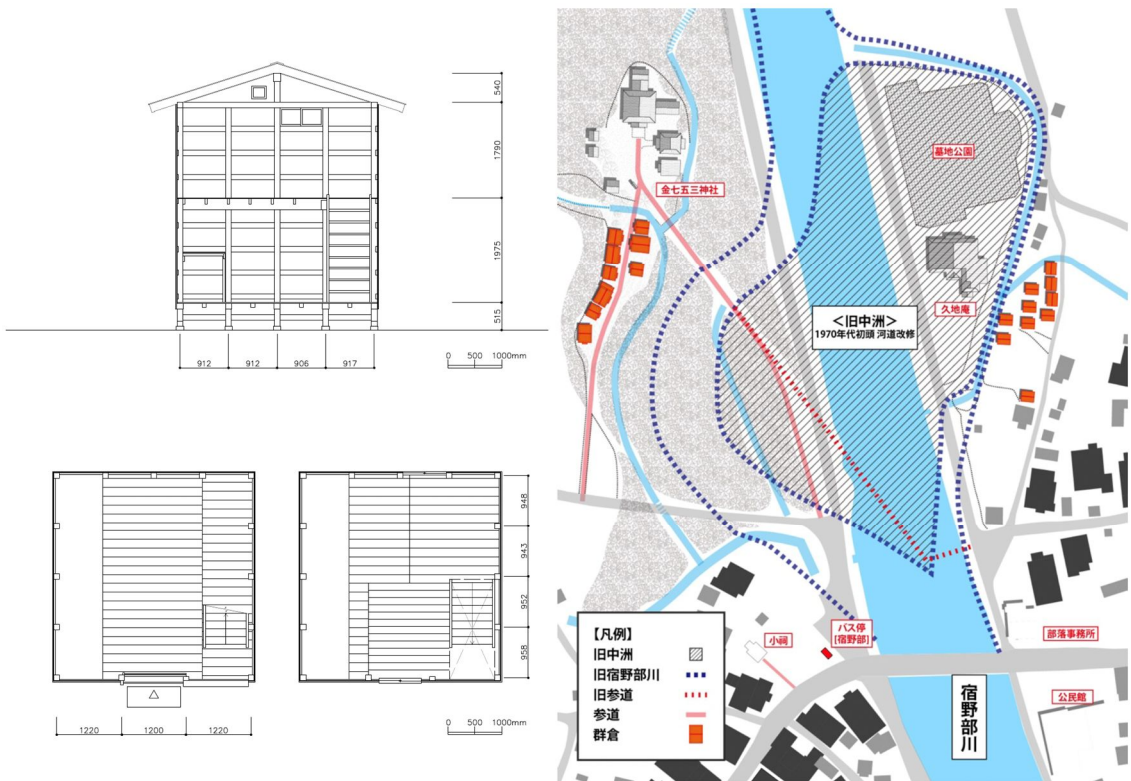 540
1790
1975
515
912
912
906
917
0 500 1000mm
948
943
952
958
1220
1200
1220
0 500 1000mm
金七五三神社
墓地公園
久地庵
＜旧中洲＞
1970年代初頭 河道改修
【凡例】
旧中洲
旧宿野部川
旧参道
参道
群倉
小祠
バス停
[宿野部]
部落事務所
公民館
宿野部川